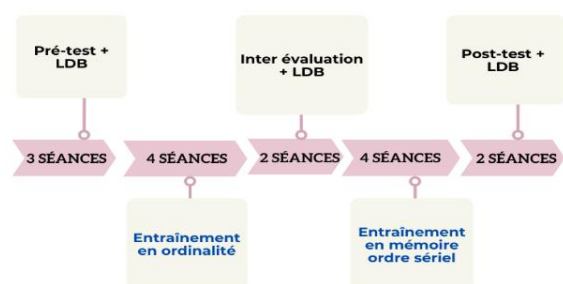 Pré-test +
LDB
Inter évaluation
+ LDB
Post-test +
LDB
3 SÉANCES
4 SÉANCES
2 SÉANCES
4 SÉANCES
2 SÉANCES
Entraînement
en ordinalité
Entraînement
en mémoire
ordre sériel